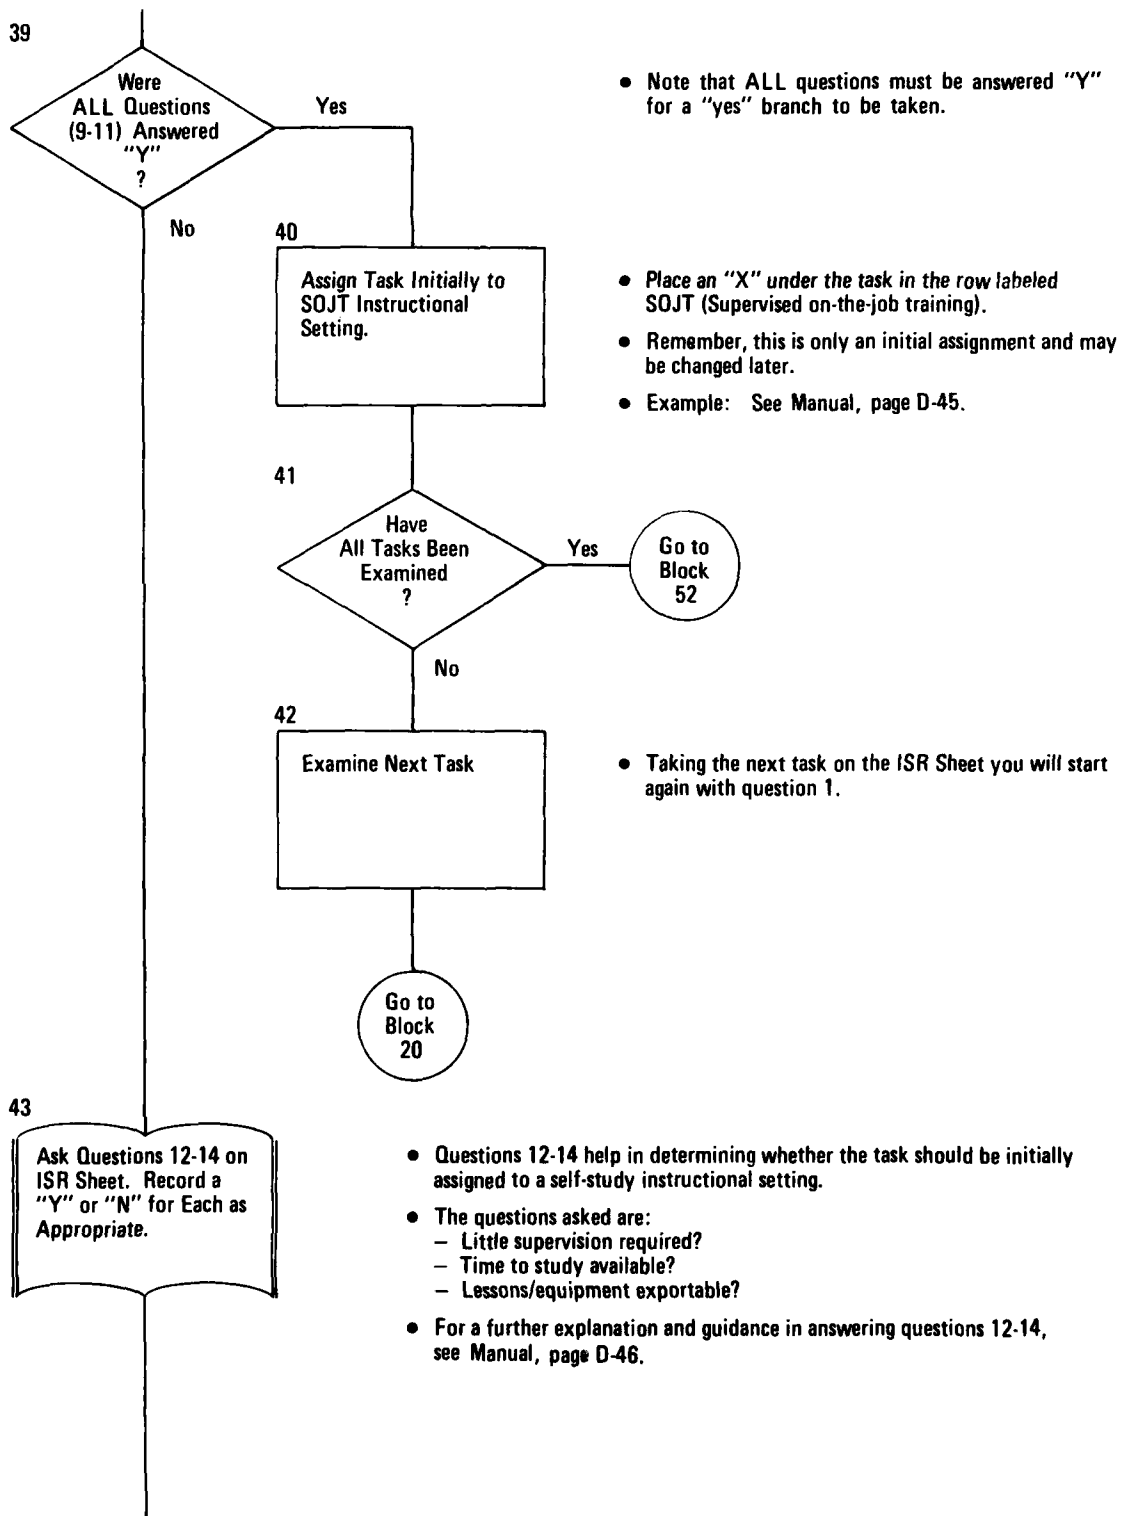 39
Were
ALL Questions
(9-11) Answered
"Y"
?
Yes
No
● Note that ALL questions must be answered "Y"
for a "yes" branch to be taken.
40
Assign Task Initially to
SOJT Instructional
Setting.
● Place an "X" under the task in the row labeled
SOJT (Supervised on-the-job training).
● Remember, this is only an initial assignment and may
be changed later.
● Example: See Manual, page D-45.
41
Have
All Tasks Been
Examined
?
Yes
Go to
Block
52
No
42
Examine Next Task
● Taking the next task on the ISR Sheet you will start
again with question 1.
Go to
Block
20
43
Ask Questions 12-14 on
ISR Sheet. Record a
"Y" or "N" for Each as
Appropriate.
● Questions 12-14 help in determining whether the task should be initially
assigned to a self-study instructional setting.
● The questions asked are:
– Little supervision required?
– Time to study available?
– Lessons/equipment exportable?
● For a further explanation and guidance in answering questions 12-14,
see Manual, page D-46.